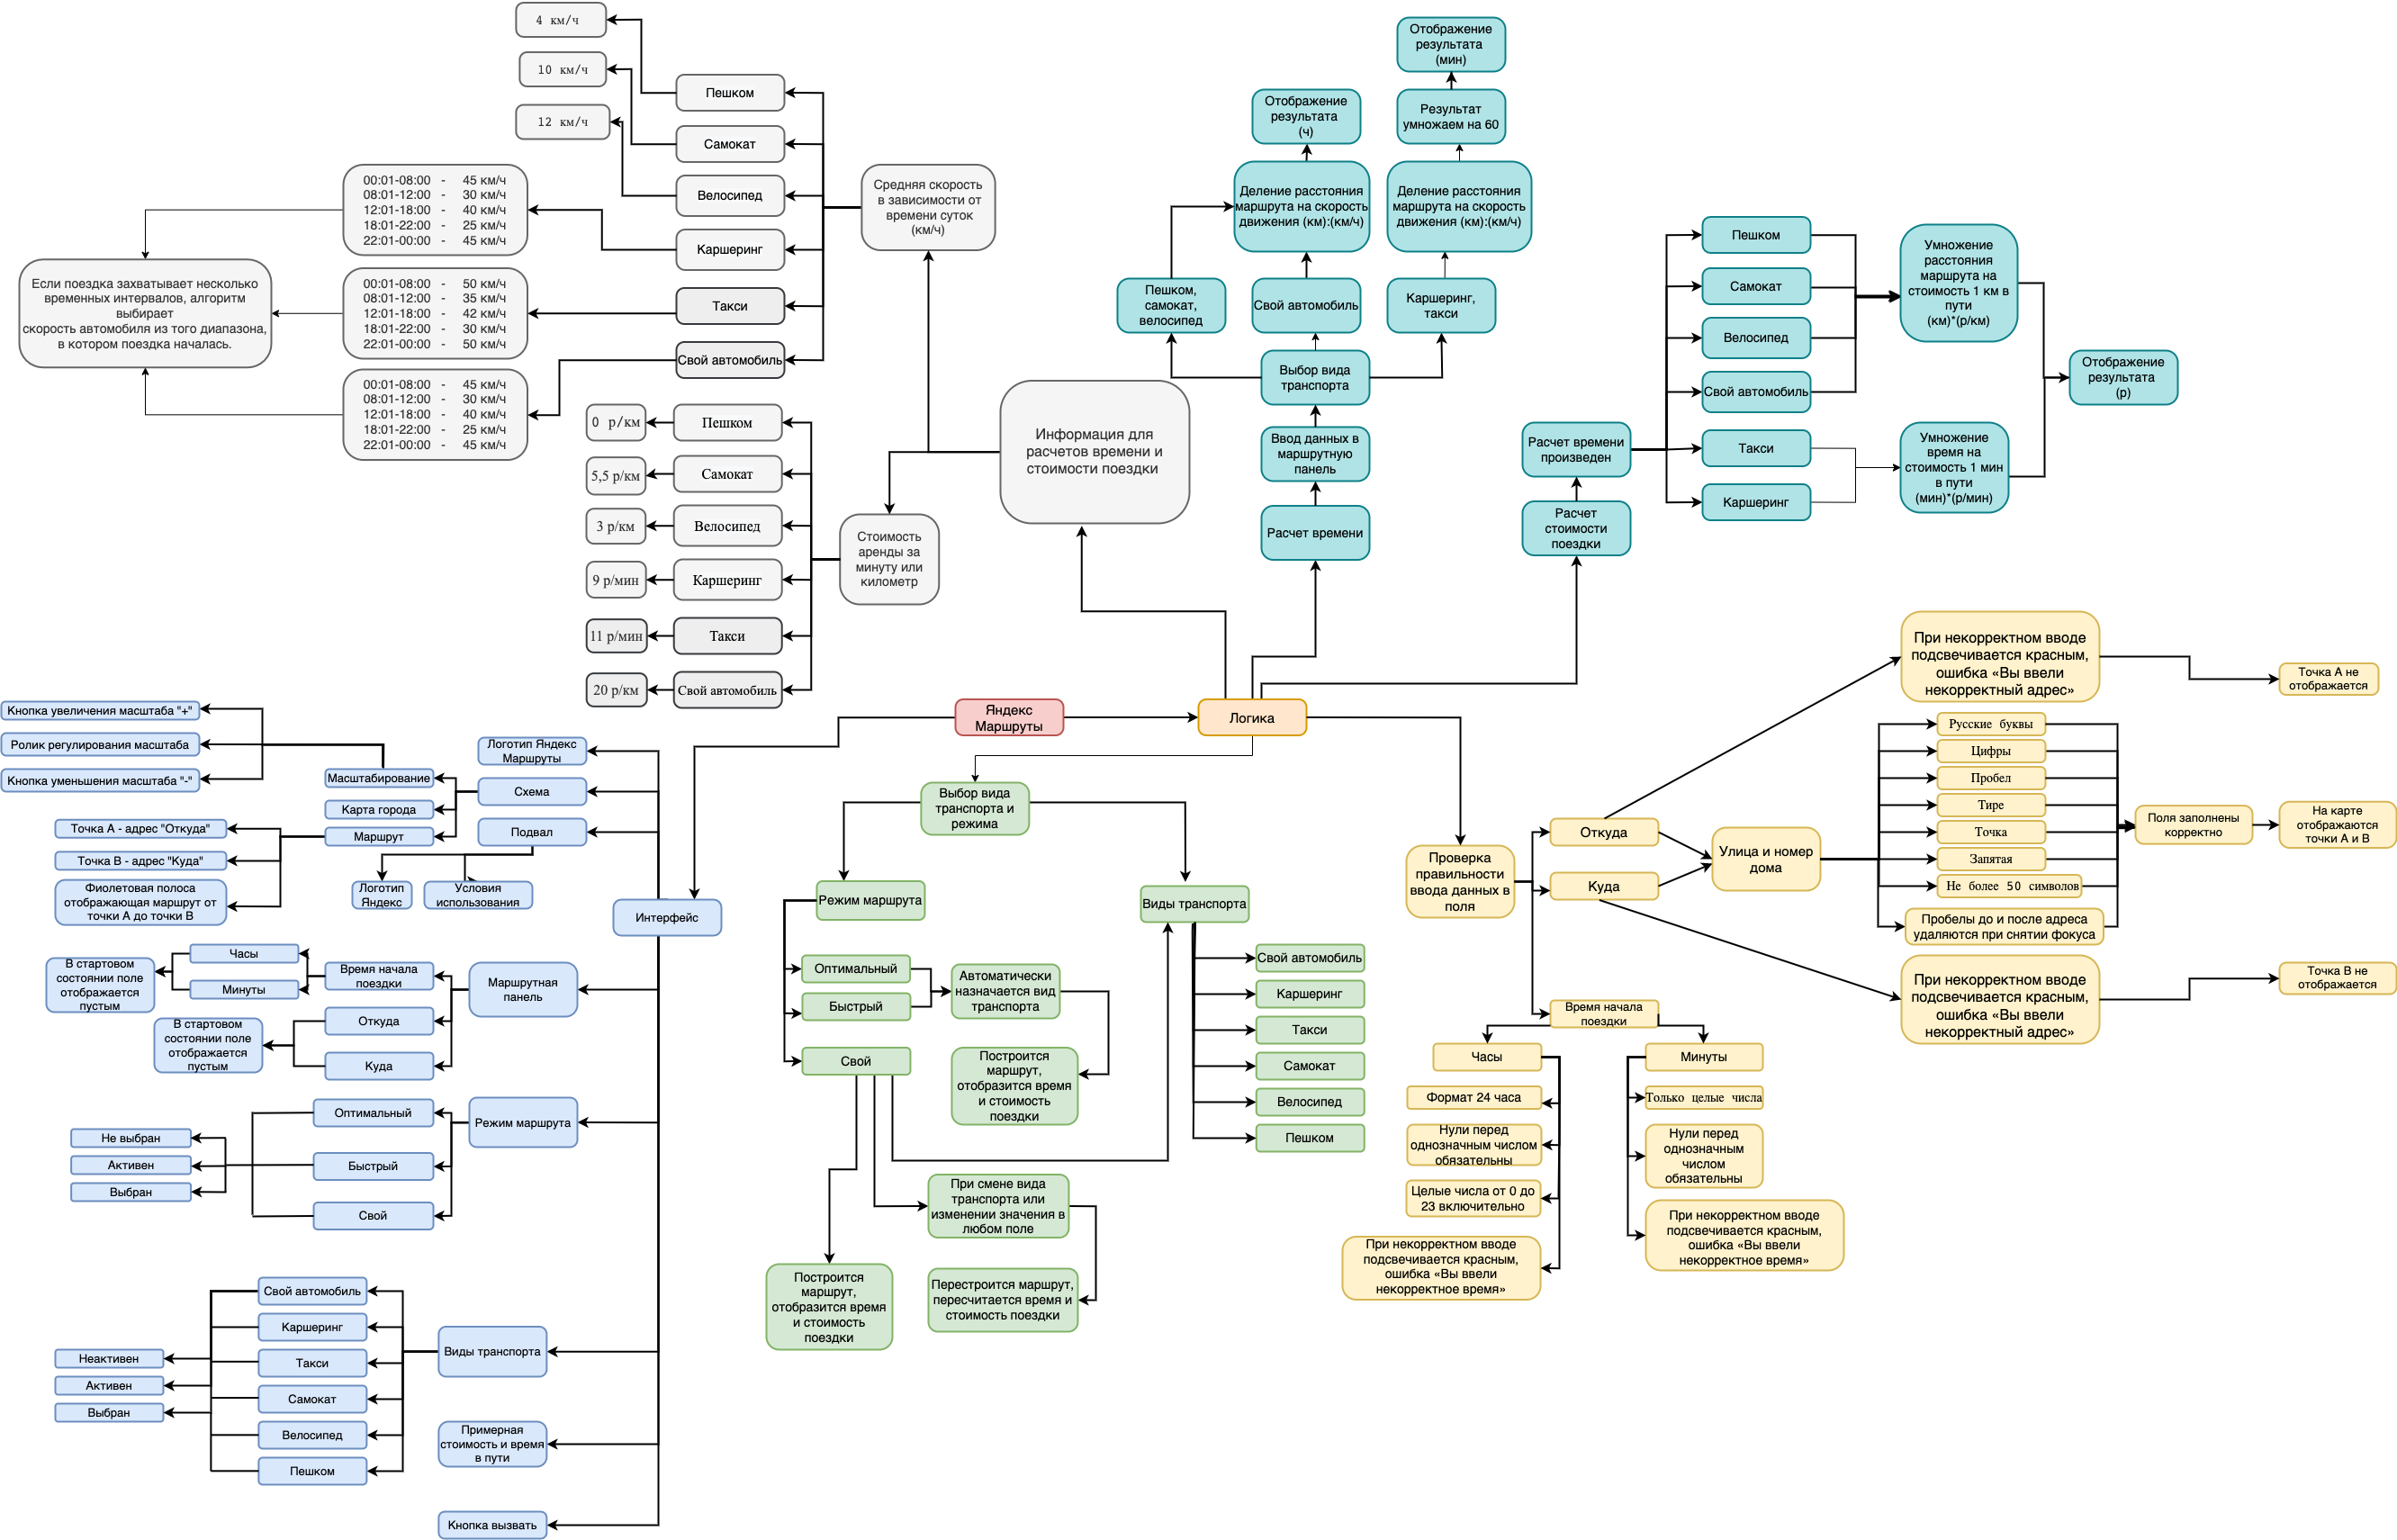 4 км/ч
10 км/ч
12 км/ч
Пешком
Самокат
Велосипед
Каршеринг
Такси
Свой автомобиль
Средняя скорость
в зависимости от
времени суток
(км/ч)
00:01-08:00 - 45 км/ч
08:01-12:00 - 30 км/ч
12:01-18:00 - 40 км/ч
18:01-22:00 - 25 км/ч
22:01-00:00 - 45 км/ч
00:01-08:00 - 50 км/ч
08:01-12:00 - 35 км/ч
12:01-18:00 - 42 км/ч
18:01-22:00 - 30 км/ч
22:01-00:00 - 50 км/ч
00:01-08:00 - 45 км/ч
08:01-12:00 - 30 км/ч
12:01-18:00 - 40 км/ч
18:01-22:00 - 25 км/ч
22:01-00:00 - 45 км/ч
Если поездка захватывает несколько
временных интервалов, алгоритм
выбирает
скорость автомобиля из того диапазона,
в котором поездка началась.
0 р/км
Пешком
5,5 р/км
Самокат
3 р/км
Велосипед
9 р/мин
Каршеринг
11 р/мин
Такси
20 р/км
Свой автомобиль
Стоимость
аренды за
минуту или
километр
Информация для
расчетов времени и
стоимости поездки
Отображение
результата
(мин)
Отображение
результата
(ч)
Результат
умножаем на 60
Деление расстояния
маршрута на скорость
движения (км):(км/ч)
Деление расстояния
маршрута на скорость
движения (км):(км/ч)
Пешком,
самокат,
велосипед
Свой автомобиль
Каршеринг,
такси
Выбор вида
транспорта
Ввод данных в
маршрутную
панель
Расчет времени
Расчет времени
произведен
Расчет
стоимости
поездки
Пешком
Самокат
Велосипед
Свой автомобиль
Такси
Каршеринг
Умножение
расстояния
маршрута на
стоимость 1 км в
пути
(км)*(р/км)
Умножение
время на
стоимость 1 мин
в пути
(мин)*(р/мин)
Отображение
результата
(р)
Яндекс
Маршруты
Логика
Кнопка увеличения масштаба "+"
Ролик регулирования масштаба
Кнопка уменьшения масштаба "-"
Логотип Яндекс
Маршруты
Масштабирование
Схема
Карта города
Точка А - адрес "Откуда"
Маршрут
Подвал
Точка В - адрес "Куда"
Фиолетовая полоса
отображающая маршрут от
точки А до точки В
Логотип
Яндекс
Условия
использования
Интерфейс
Часы
Минуты
В стартовом
состоянии поле
отображается
пустым
Время начала
поездки
Маршрутная
панель
В стартовом
состоянии поле
отображается
пустым
Откуда
Куда
Оптимальный
Быстрый
Свой
Режим маршрута
Не выбран
Активен
Выбран
Свой автомобиль
Каршеринг
Такси
Самокат
Велосипед
Пешком
Неактивен
Активен
Выбран
Виды транспорта
Примерная
стоимость и время
в пути
Кнопка вызвать
Выбор вида
транспорта и
режима
Режим маршрута
Виды транспорта
Оптимальный
Быстрый
Свой
Автоматически
назначается вид
транспорта
Построится
маршрут,
отобразится время
и стоимость
поездки
При смене вида
транспорта или
изменении значения в
любом поле
Построится
маршрут,
отобразится время
и стоимость
поездки
Перестроится маршрут,
пересчитается время и
стоимость поездки
Свой автомобиль
Каршеринг
Такси
Самокат
Велосипед
Пешком
Проверка
правильности
ввода данных в
поля
Откуда
Куда
Улица и номер
дома
При некорректном вводе
подсвечивается красным,
ошибка «Вы ввели
некорректный адрес»
Точка А не
отображается
Русские буквы
Цифры
Пробел
Тире
Точка
Запятая
Не более 50 символов
Пробелы до и после адреса
удаляются при снятии фокуса
Поля заполнены
корректно
На карте
отображаются
точки А и В
При некорректном вводе
подсвечивается красным,
ошибка «Вы ввели
некорректный адрес»
Точка В не
отображается
Время начала
поездки
Часы
Формат 24 часа
Нули перед
однозначным числом
обязательны
Целые числа от 0 до
23 включительно
При некорректном вводе
подсвечивается красным,
ошибка «Вы ввели
некорректное время»
Минуты
Только целые числа
Нули перед
однозначным
числом
обязательны
При некорректном вводе
подсвечивается красным,
ошибка «Вы ввели
некорректное время»